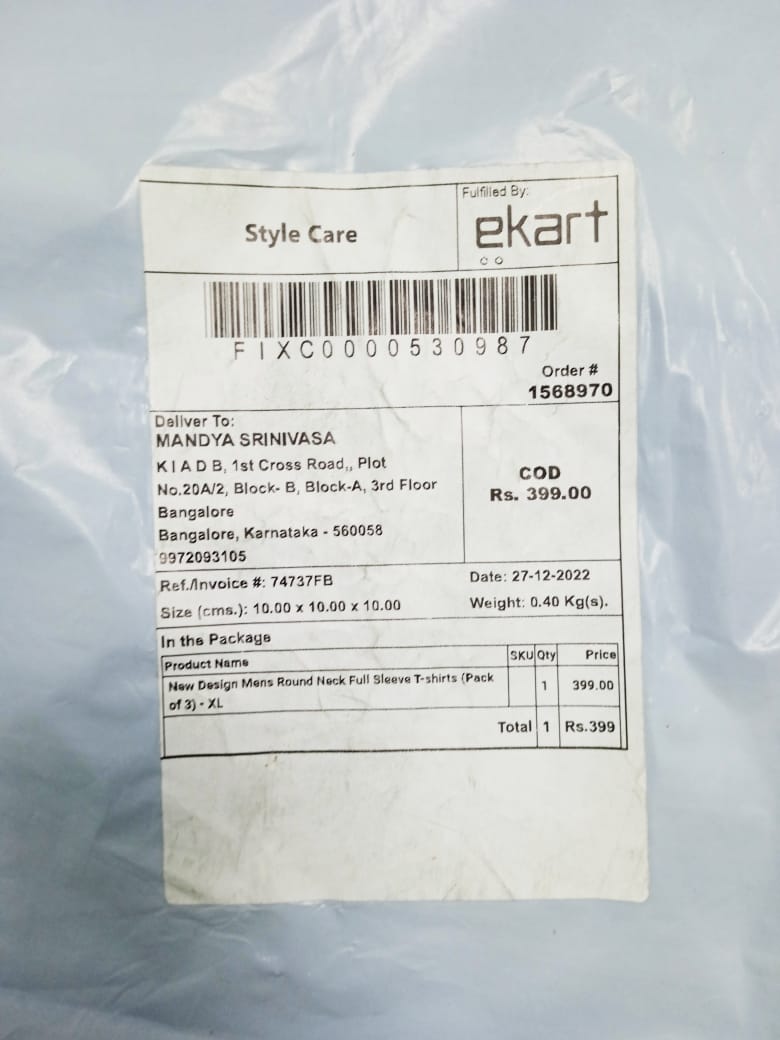 Style Care
Fulfilled By:
ekart
FIXC0000530987
Order #
1568970
Deliver To:
MANDYA SRINIVASA
K I A D B, 1st Cross Road,, Plot
No.20A/2, Block- B, Block-A, 3rd Floor
Bangalore
Bangalore, Karnataka - 560058
9972093105
COD
Rs. 399.00
Ref./Invoice #: 74737FB
Date: 27-12-2022
Size (cms.): 10.00 x 10.00 x 10.00
Weight: 0.40 Kg(s).
In the Package
Product Name SKU Qty Price
New Design Mens Round Neck Full Sleeve T-shirts (Pack
of 3) - XL
1 399.00
Total 1 Rs.399